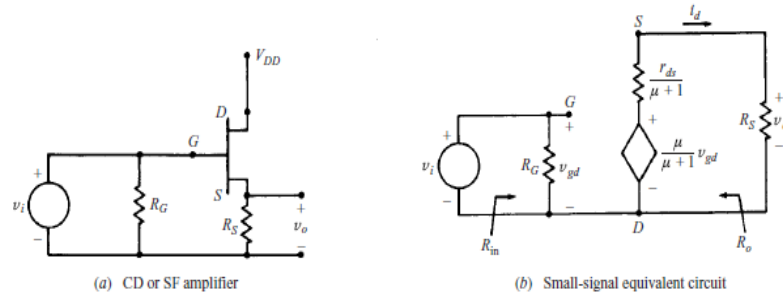 V_DD
D
G
S
+
v_i
−
R_G
R_S
+
v_o
−
(a) CD or SF amplifier
S
i_d
r_ds
μ + 1
G
+
+
μ
μ + 1
v_gd
−
+
v_i
−
R_G
v_gd
−
R_S
+
−
R_in
D
R_o
(b) Small-signal equivalent circuit